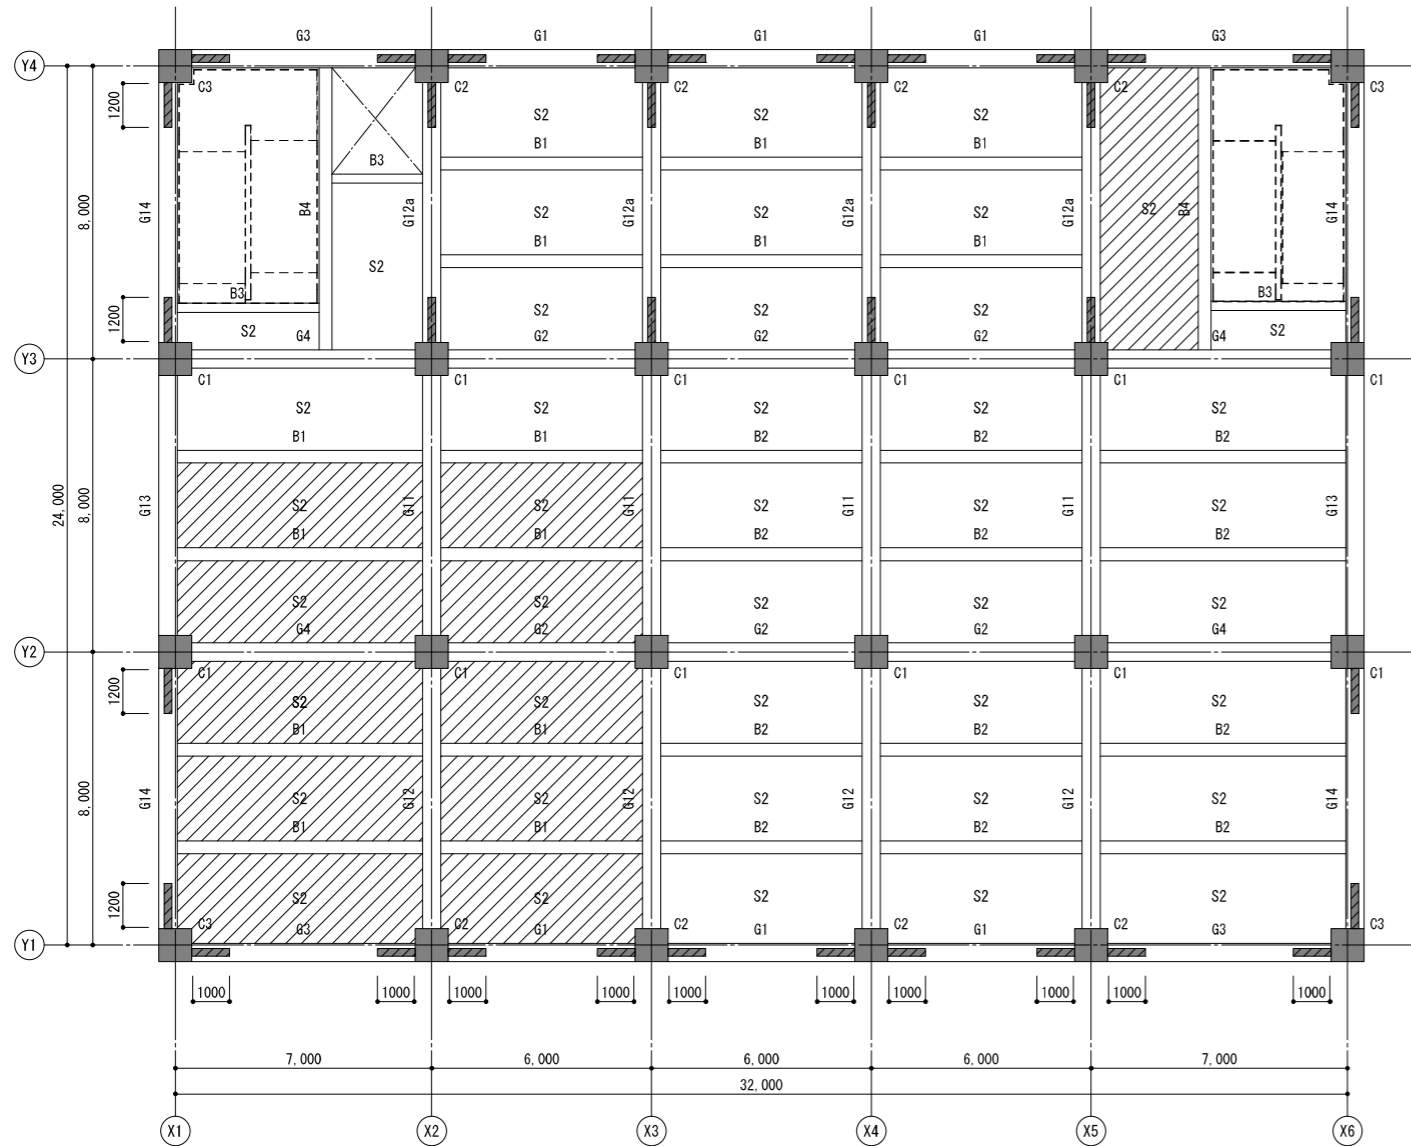 G3 G1 G1 G1 G3
Y4
C3 C2 C2 C2 C2 C3
1200
S2 S2 S2
B1 B1 B1
B3
8,000
G14 B4 G12a G12a G12a G12a S2 B4 G14
S2 S2 S2
B1 B1 B1
S2
B3 B3
1200
S2 G4 S2 S2 S2 G4 S2
G2 G2 G2
Y3
C1 C1 C1 C1 C1 C1
S2 S2 S2 S2 S2
B1 B1 B2 B2 B2
24,000
8,000
G13 G11 G11 G11 G11 G13
S2 S2 S2 S2 S2
B1 B1 B2 B2 B2
S2 S2 S2 S2 S2
G4 G2 G2 G2 G4
Y2
C1 C1 C1 C1 C1 C1
1200
S2 S2 S2 S2 S2
B1 B1 B2 B2 B2
8,000
G14 G12 G12 G12 G12 G14
S2 S2 S2 S2 S2
B1 B1 B2 B2 B2
1200
S2 S2 S2 S2 S2
C3 C2 C2 C2 C2 C3
G3 G1 G1 G1 G3
Y1
1000 1000 1000 1000 1000 1000 1000 1000 1000 1000
7,000 6,000 6,000 6,000 7,000
32,000
X1 X2 X3 X4 X5 X6